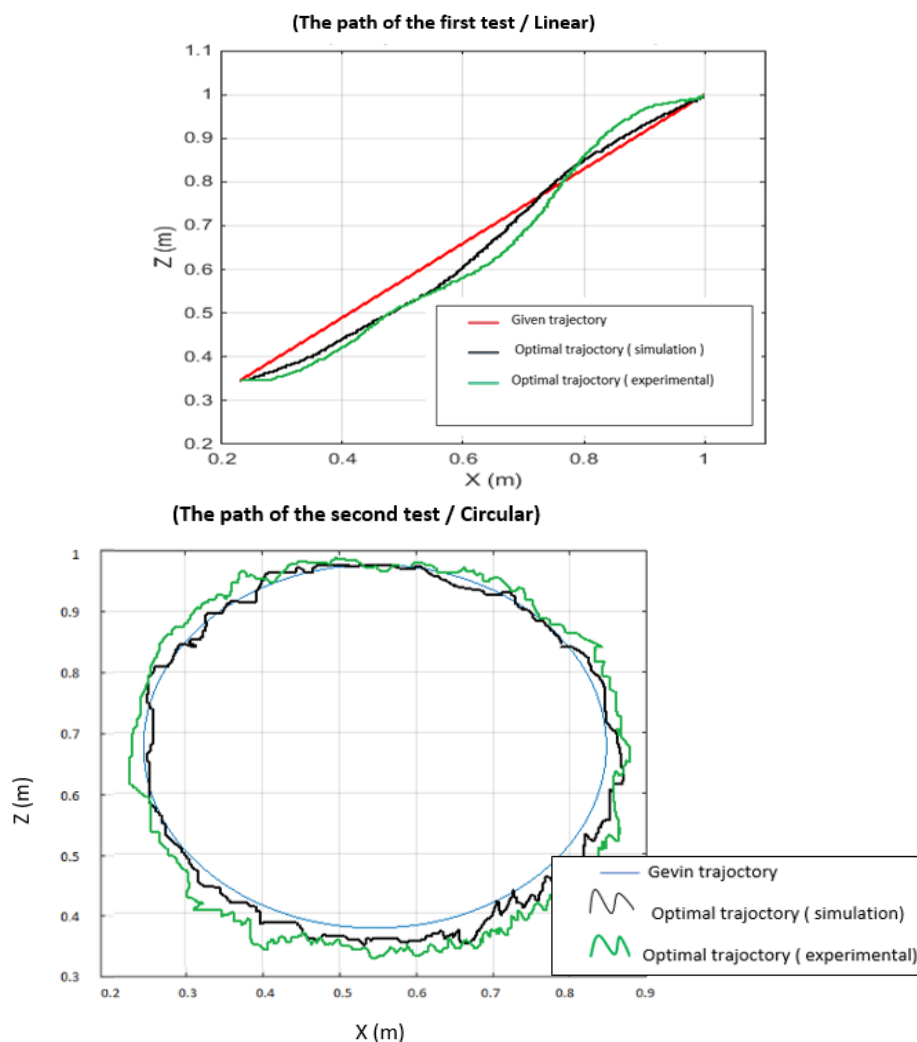 (The path of the first test / Linear)
1.1
1
0.9
0.8
0.7
0.6
0.5
0.4
0.3
0.2
Z (m)
Given trajectory
Optimal trajoctory ( simulation )
Optimal trajoctory ( experimental)
0.2 0.4 0.6 0.8 1
X (m)
(The path of the second test / Circular)
1
0.9
0.8
0.7
0.6
0.5
0.4
0.3
Z (m)
Gevin trajectory
Optimal trajectory ( simulation)
Optimal trajectory ( experimental)
0.2 0.3 0.4 0.5 0.6 0.7 0.8 0.9
X (m)